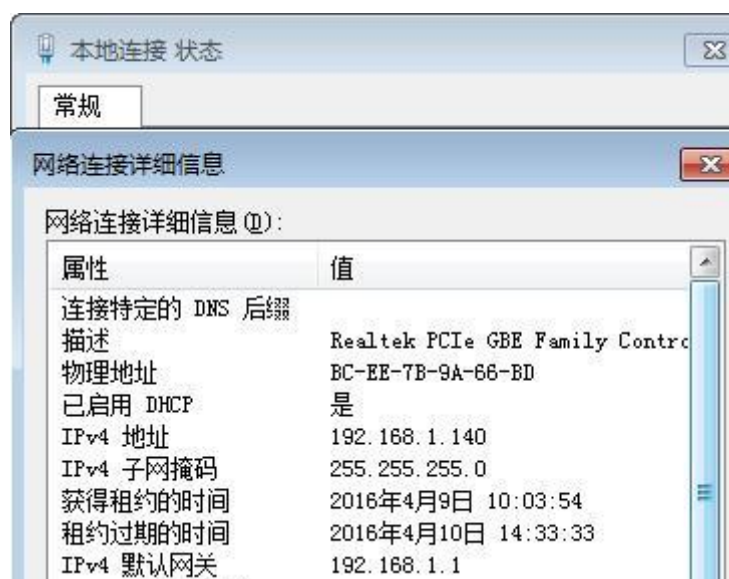 本地连接 状态
常规
网络连接详细信息
网络连接详细信息(D):
属性 值
连接特定的 DNS 后缀
描述 Realtek PCIe GBE Family Contro
物理地址 BC-EE-7B-9A-66-BD
已启用 DHCP 是
IPv4 地址 192.168.1.140
IPv4 子网掩码 255.255.255.0
获得租约的时间 2016年4月9日 10:03:54
租约过期的时间 2016年4月10日 14:33:33
IPv4 默认网关 192.168.1.1